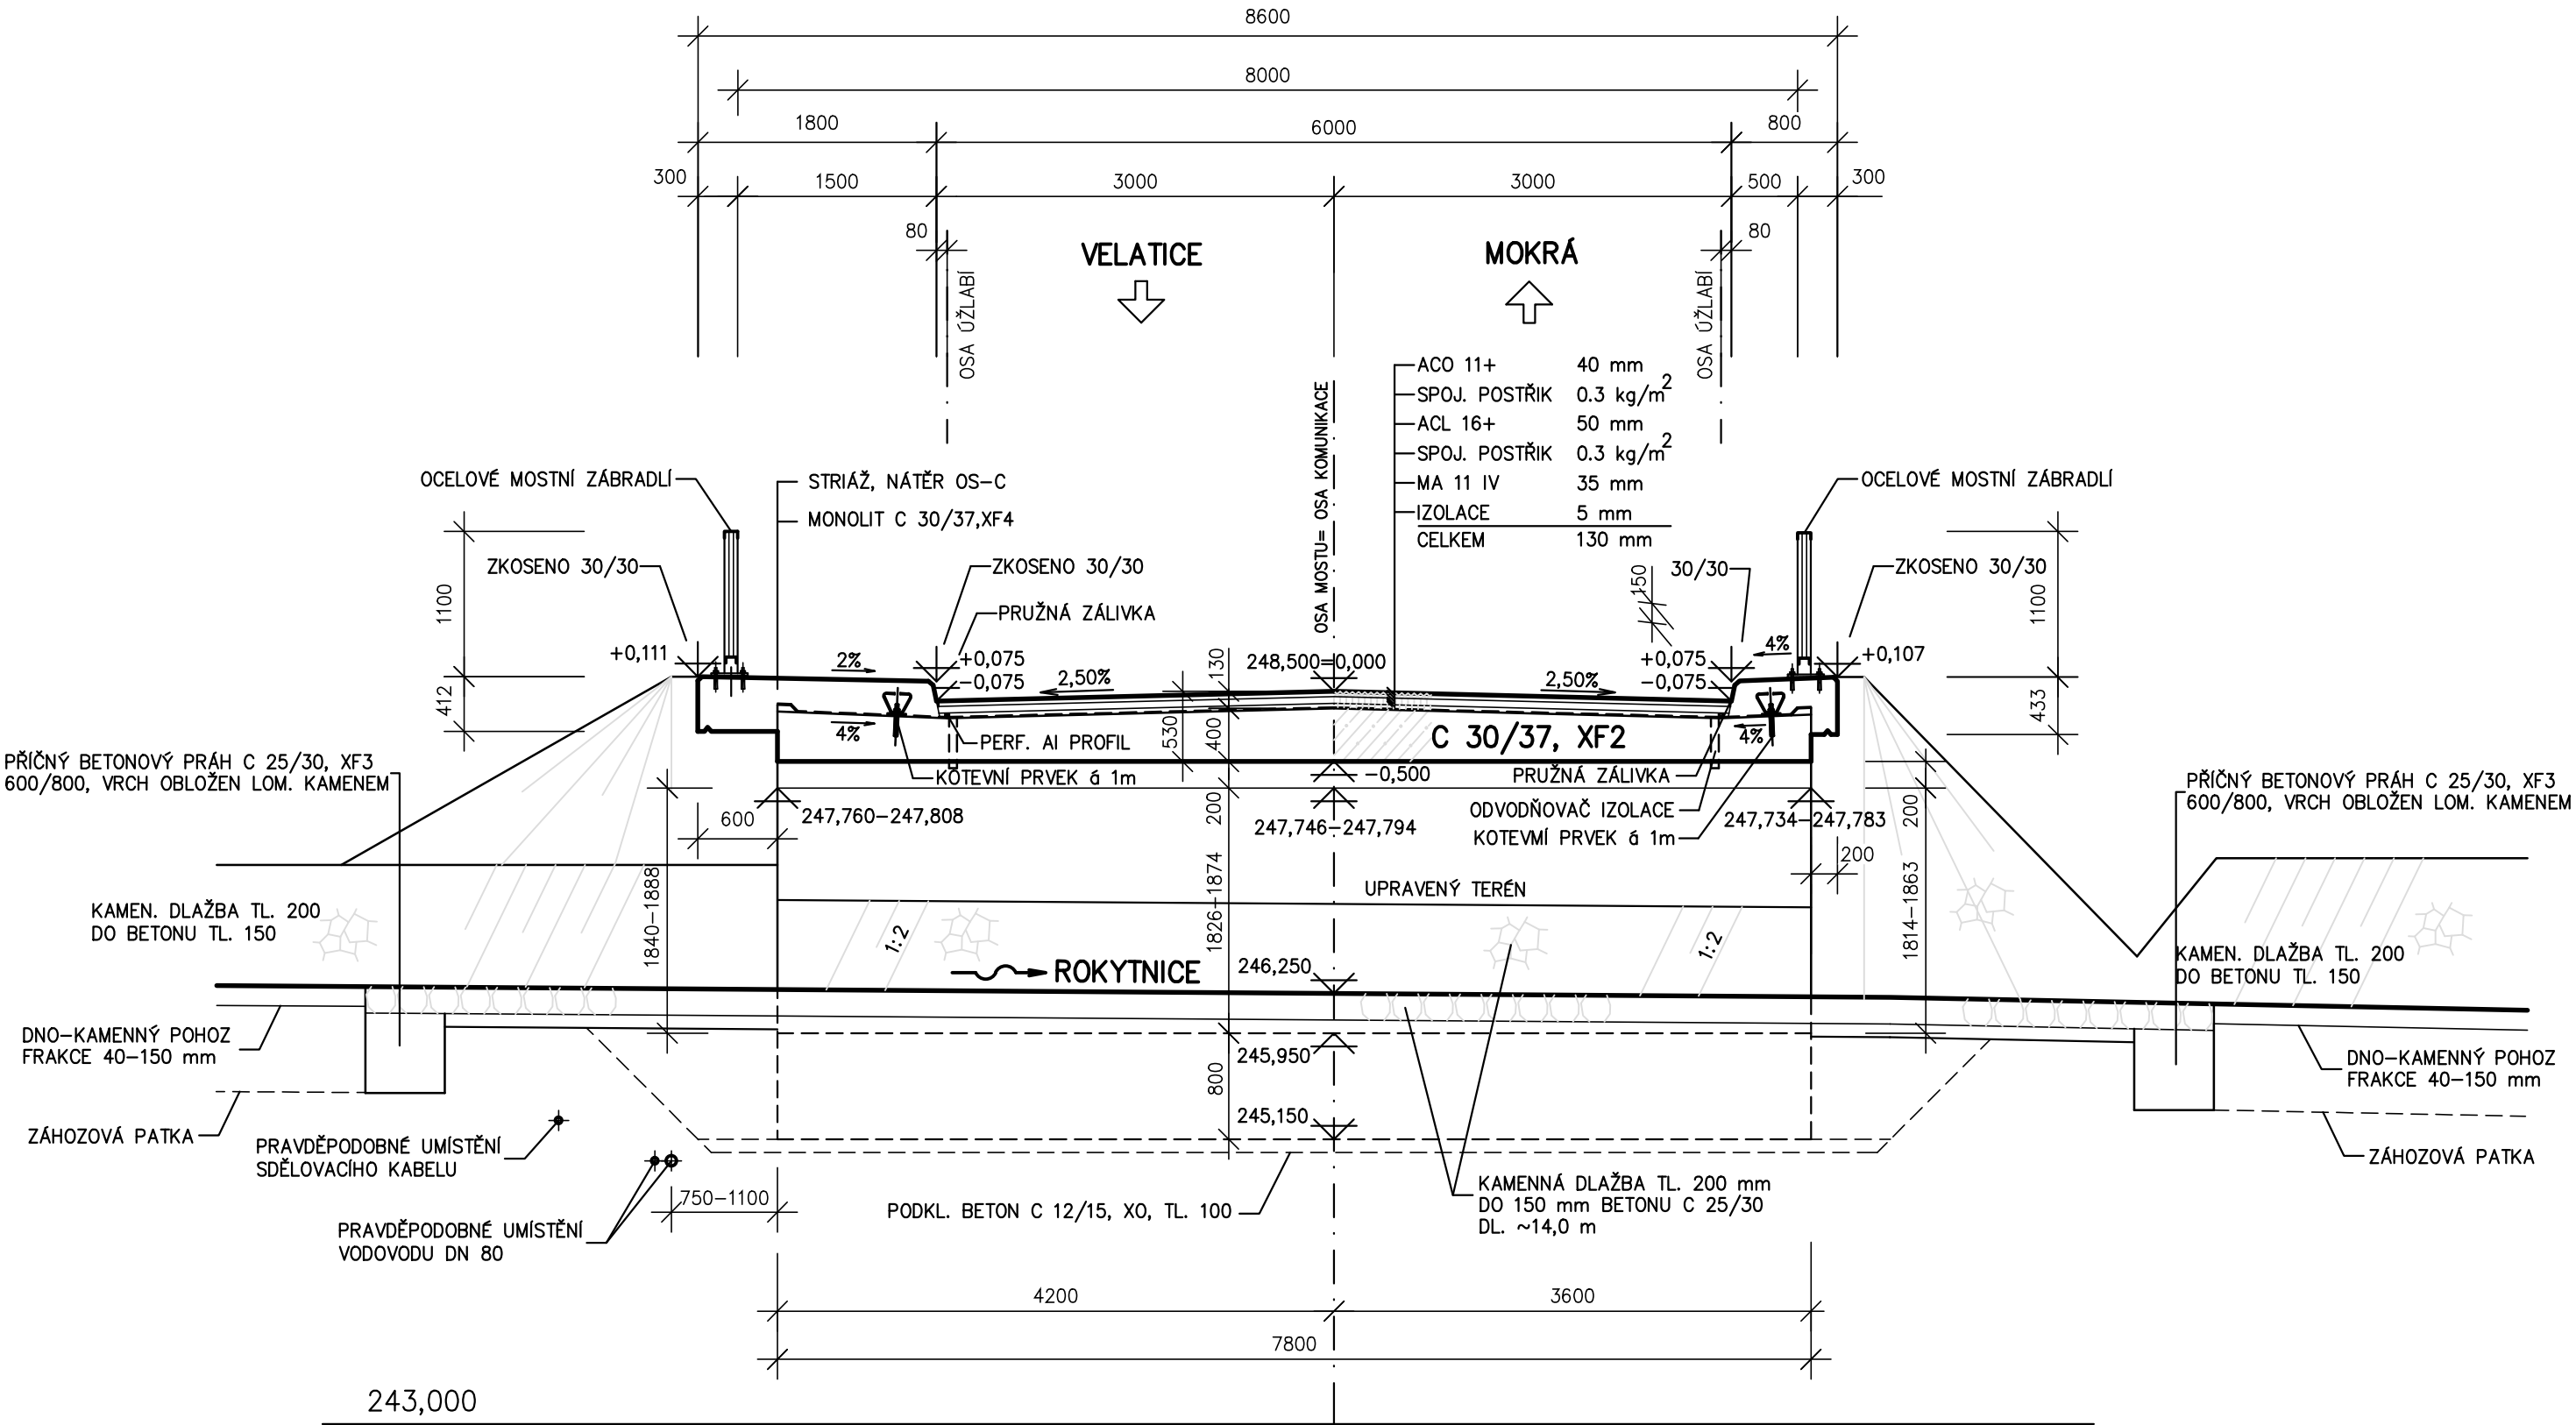 8600
8000
1800 6000 800
300 1500 3000 3000 500 300
80 80
VELATICE MOKRÁ
OSA ÚŽLABÍ
OSA ÚŽLABÍ
OSA MOSTU= OSA KOMUNIKACE
ACO 11+ 40 mm
SPOJ. POSTŘIK 0.3 kg/m2
ACL 16+ 50 mm
SPOJ. POSTŘIK 0.3 kg/m2
MA 11 IV 35 mm
IZOLACE 5 mm
CELKEM 130 mm
OCELOVÉ MOSTNÍ ZÁBRADLÍ
STRIÁŽ, NÁTĚR OS-C
MONOLIT C 30/37,XF4
OCELOVÉ MOSTNÍ ZÁBRADLÍ
ZKOSENO 30/30
ZKOSENO 30/30
30/30
ZKOSENO 30/30
PRUŽNÁ ZÁLIVKA
150
1100
1100
412
433
+0,111
2%
+0,075
-0,075
2,50%
130
248,500=0,000
2,50%
+0,075
-0,075
4%
+0,107
4%
PERF. Al PROFIL
530
400
C 30/37, XF2
4%
KOTEVNÍ PRVEK á 1m
-0,500
PRUŽNÁ ZÁLIVKA
PŘÍČNÝ BETONOVÝ PRÁH C 25/30, XF3
600/800, VRCH OBLOŽEN LOM. KAMENEM
PŘÍČNÝ BETONOVÝ PRÁH C 25/30, XF3
600/800, VRCH OBLOŽEN LOM. KAMENEM
600
247,760-247,808
200
247,746-247,794
ODVODŇOVAČ IZOLACE
KOTEVMÍ PRVEK á 1m
247,734-247,783
200
200
1840-1888
1826-1874
1814-1863
UPRAVENÝ TERÉN
KAMEN. DLAŽBA TL. 200
DO BETONU TL. 150
1:2
1:2
KAMEN. DLAŽBA TL. 200
DO BETONU TL. 150
ROKYTNICE
246,250
DNO-KAMENNÝ POHOZ
FRAKCE 40-150 mm
245,950
DNO-KAMENNÝ POHOZ
FRAKCE 40-150 mm
800
245,150
ZÁHOZOVÁ PATKA
PRAVDĚPODOBNÉ UMÍSTĚNÍ
SDĚLOVACÍHO KABELU
ZÁHOZOVÁ PATKA
750-1100
PODKL. BETON C 12/15, XO, TL. 100
KAMENNÁ DLAŽBA TL. 200 mm
DO 150 mm BETONU C 25/30
DL. ~14,0 m
PRAVDĚPODOBNÉ UMÍSTĚNÍ
VODOVODU DN 80
4200 3600
7800
243,000